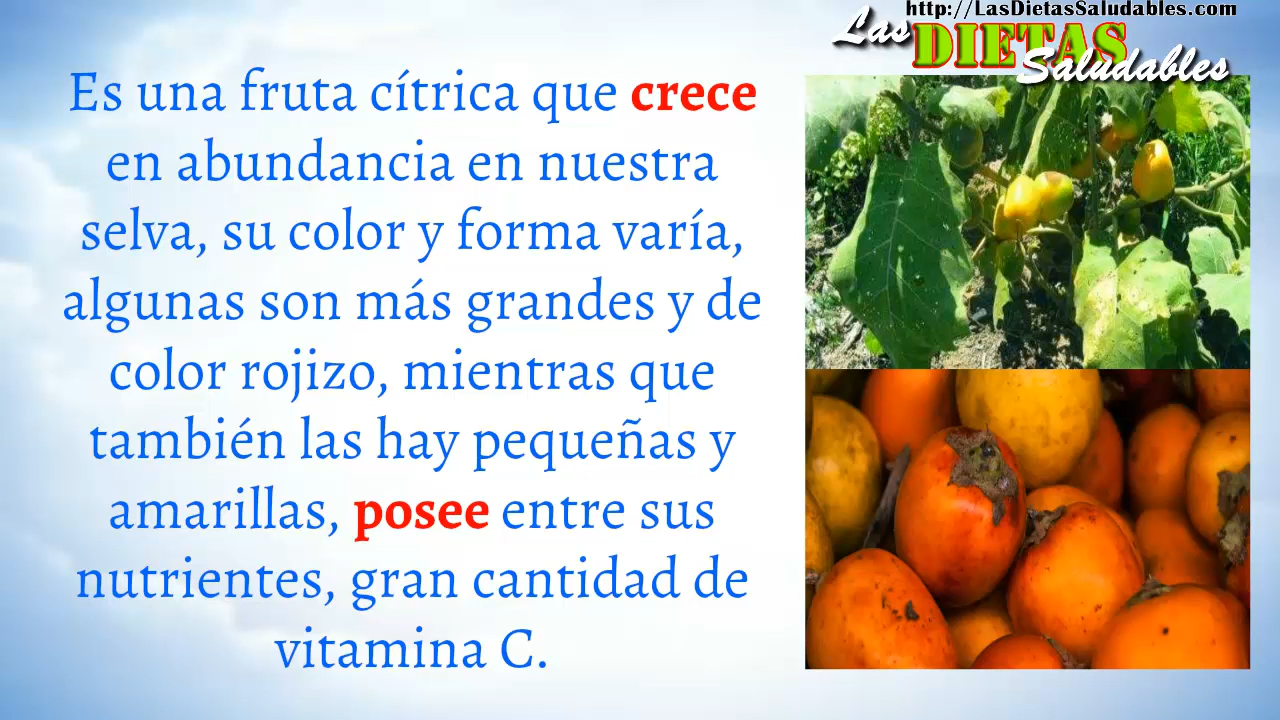 http://LasDietasSaludables.com
Las
DIETAS
Saludables
Es una fruta cítrica que crece
en abundancia en nuestra
selva, su color y forma varía,
algunas son más grandes y de
color rojizo, mientras que
también las hay pequeñas y
amarillas, posee entre sus
nutrientes, gran cantidad de
vitamina C.